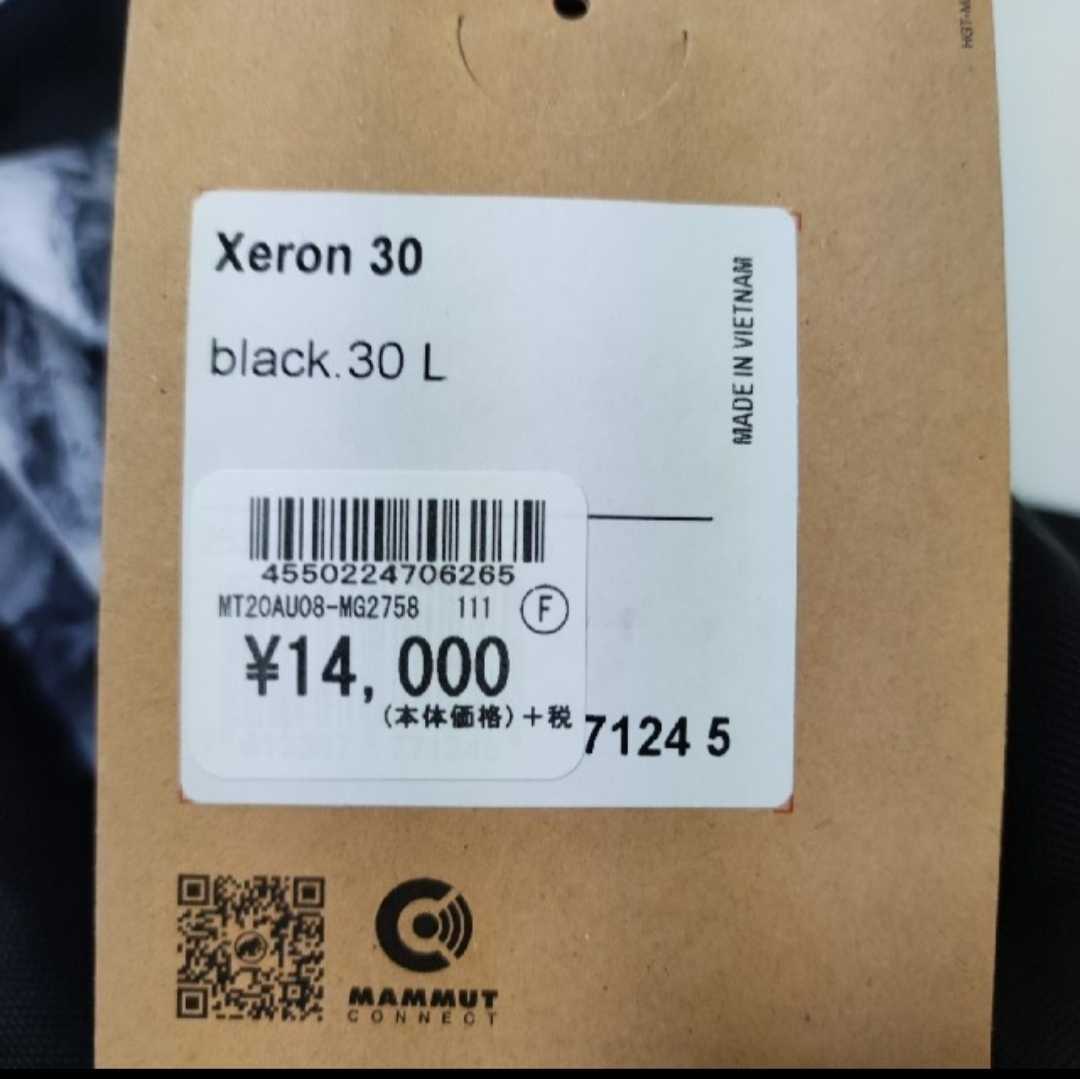 HGT-M
Xeron 30
black.30 L
MADE IN VIETNAM
4550224706265
MT20AU08-MG2758 111 F
¥14,000
(本体価格)+税
7124 5
MAMMUT
CONNECT